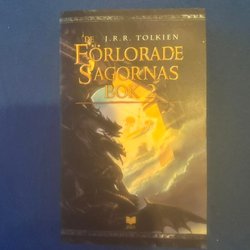 DE J.R.R. TOLKIEN
FÖRLORADE
SAGORNAS
BOK 2